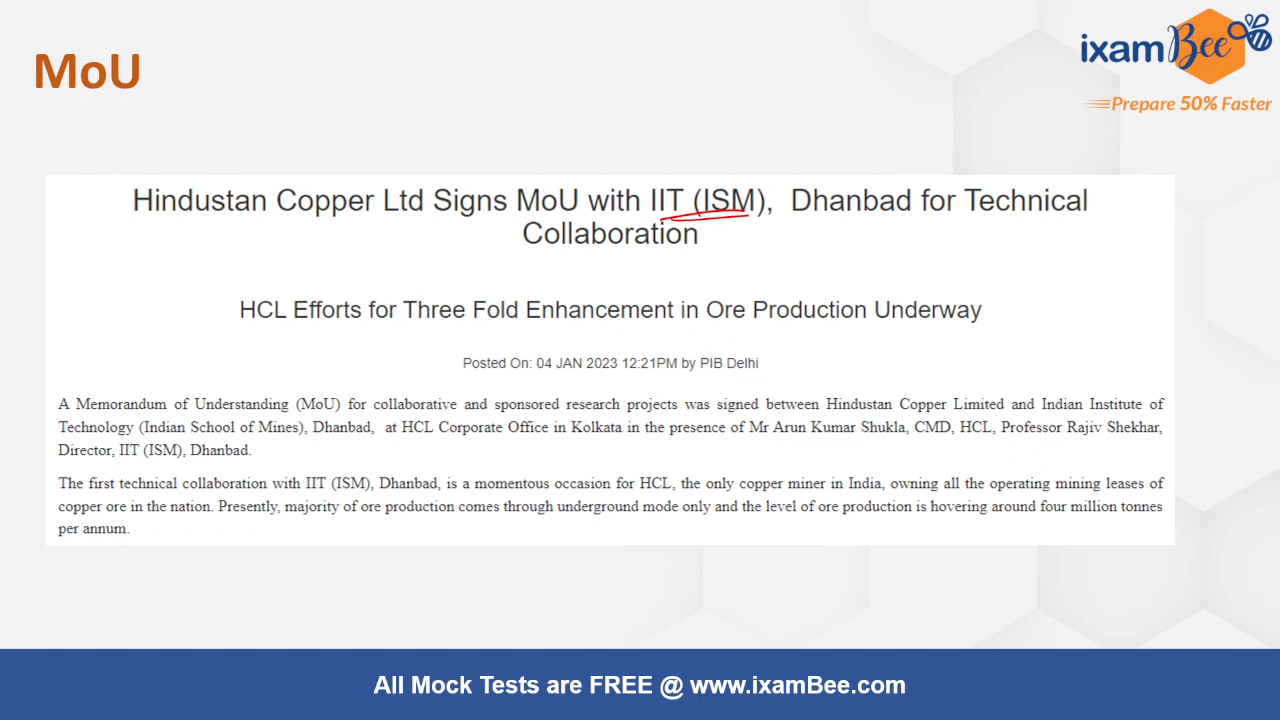 MoU
ixamBee
Prepare 50% Faster
Hindustan Copper Ltd Signs MoU with IIT (ISM), Dhanbad for Technical
Collaboration
HCL Efforts for Three Fold Enhancement in Ore Production Underway
Posted On: 04 JAN 2023 12:21PM by PIB Delhi
A Memorandum of Understanding (MoU) for collaborative and sponsored research projects was signed between Hindustan Copper Limited and Indian Institute of
Technology (Indian School of Mines), Dhanbad, at HCL Corporate Office in Kolkata in the presence of Mr Arun Kumar Shukla, CMD, HCL, Professor Rajiv Shekhar,
Director, IIT (ISM), Dhanbad.
The first technical collaboration with IIT (ISM), Dhanbad, is a momentous occasion for HCL, the only copper miner in India, owning all the operating mining leases of
copper ore in the nation. Presently, majority of ore production comes through underground mode only and the level of ore production is hovering around four million tonnes
per annum.
All Mock Tests are FREE @ www.ixamBee.com